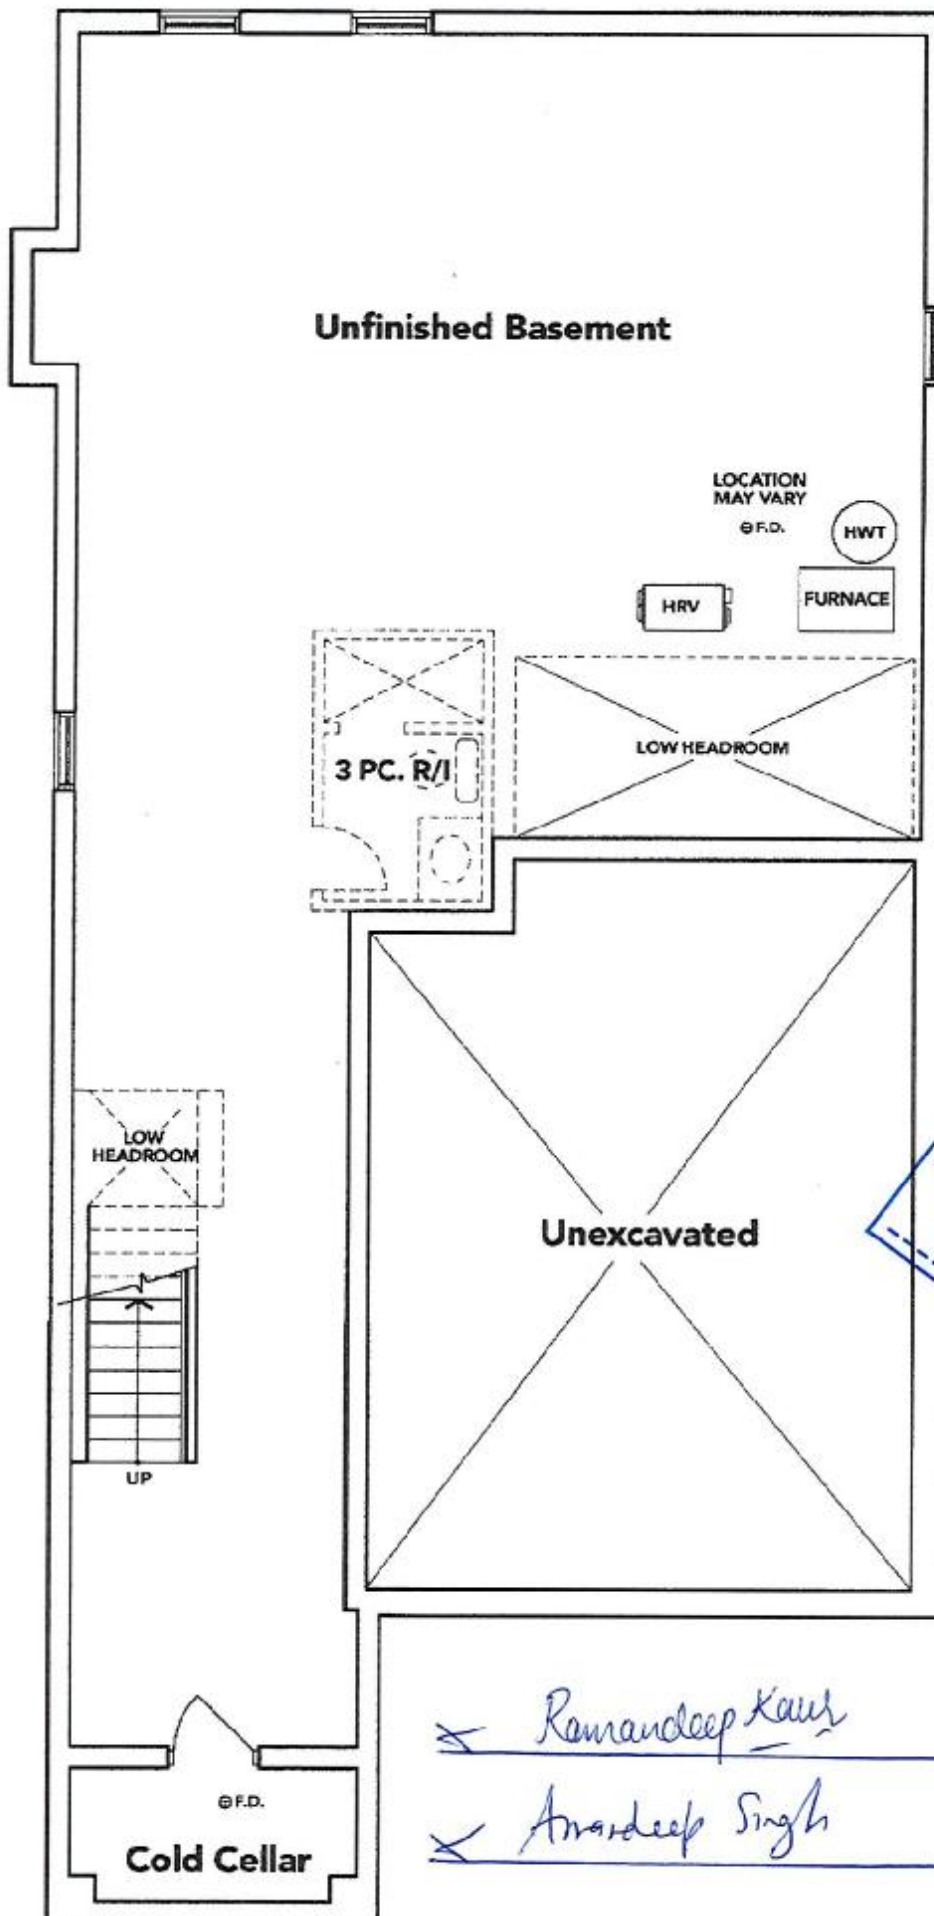 Unfinished Basement
LOCATION
MAY VARY
F.D.
HWT
HRV
FURNACE
3 PC. R/I
LOW HEADROOM
LOW
HEADROOM
Unexcavated
UP
x Ramandeep Kaur
x Amardeep Singh
F.D.
Cold Cellar